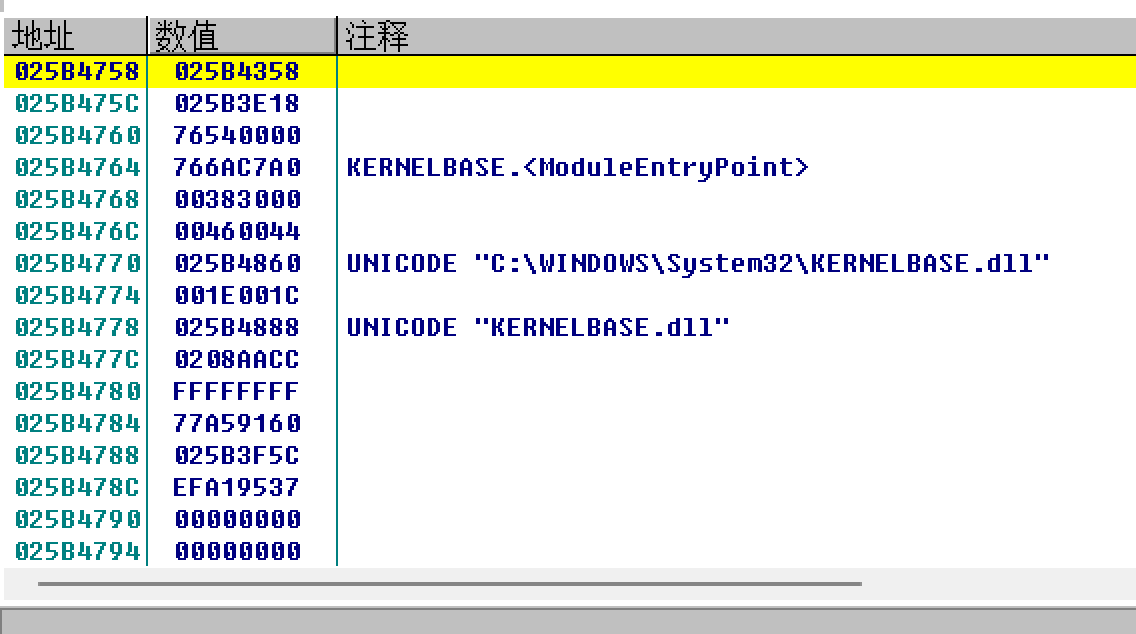 地址 数值 注释
025B4758 025B4358
025B475C 025B3E18
025B4760 76540000
025B4764 766AC7A0 KERNELBASE.<ModuleEntryPoint>
025B4768 00383000
025B476C 00460044
025B4770 025B4860 UNICODE "C:\WINDOWS\System32\KERNELBASE.dll"
025B4774 001E001C
025B4778 025B4888 UNICODE "KERNELBASE.dll"
025B477C 0208AACC
025B4780 FFFFFFFF
025B4784 77A59160
025B4788 025B3F5C
025B478C EFA19537
025B4790 00000000
025B4794 00000000